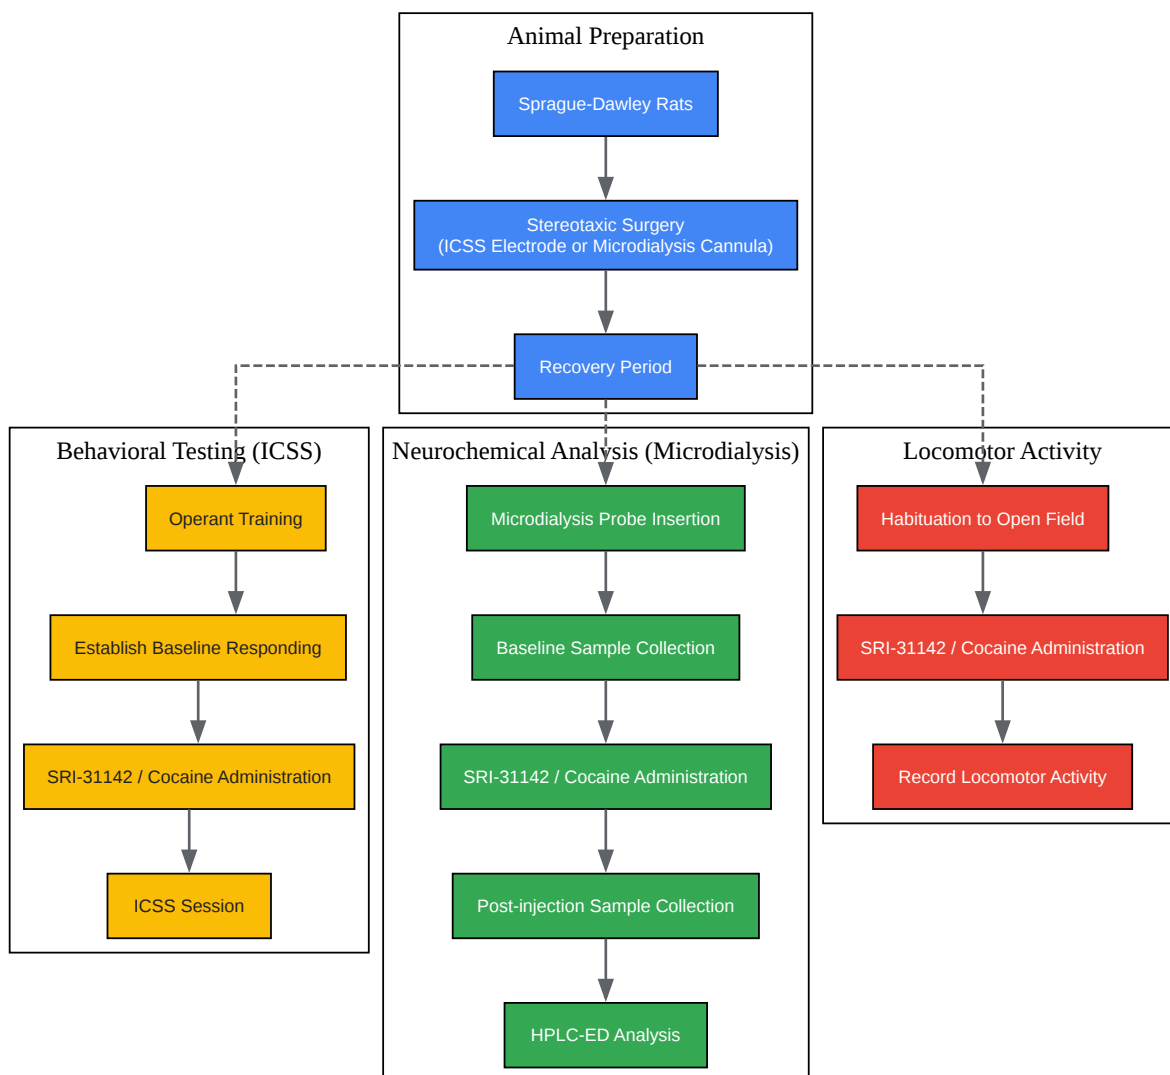 Animal Preparation
Sprague-Dawley Rats
Stereotaxic Surgery
(ICSS Electrode or Microdialysis Cannula)
Recovery Period
Behavioral Testing (ICSS)
Operant Training
Establish Baseline Responding
SRI-31142 / Cocaine Administration
ICSS Session
Neurochemical Analysis (Microdialysis)
Microdialysis Probe Insertion
Baseline Sample Collection
SRI-31142 / Cocaine Administration
Post-injection Sample Collection
HPLC-ED Analysis
Locomotor Activity
Habituation to Open Field
SRI-31142 / Cocaine Administration
Record Locomotor Activity